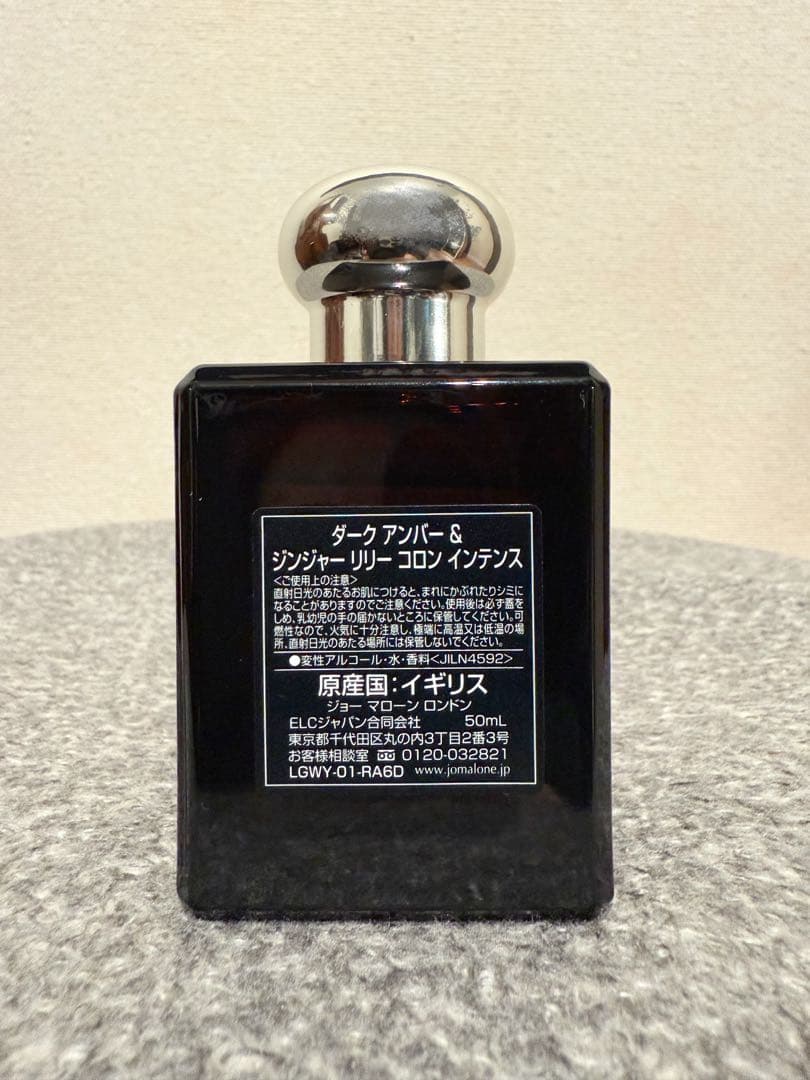 ダーク アンバー &
ジンジャー リリー コロン インテンス
<ご使用上の注意>
直射日光のあたるお肌につけると、まれにかぶれたりシミに
なることがありますのでご注意ください。使用後は必ず蓋を
しめ、乳幼児の手の届かないところに保管してください。可
燃性なので、火気に十分注意し、極端に高温又は低温の場
所、直射日光のあたる場所には保管しないでください。
●変性アルコール・水・香料<JILN4592>
原産国：イギリス
ジョー マローン ロンドン
ELCジャパン合同会社 50mL
東京都千代田区丸の内3丁目2番3号
お客様相談室 0120-032821
LGWY-01-RA6D www.jomalone.jp